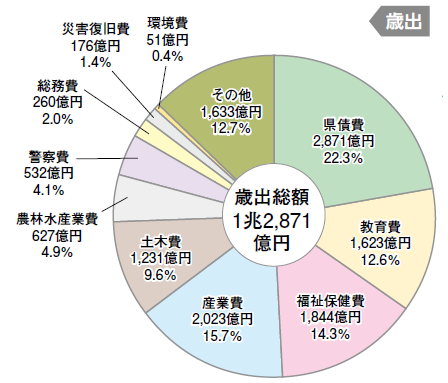 歳出
環境費
51億円
0.4%
災害復旧費
176億円
1.4%
総務費
260億円
2.0%
警察費
532億円
4.1%
農林水産業費
627億円
4.9%
土木費
1,231億円
9.6%
産業費
2,023億円
15.7%
福祉保健費
1,844億円
14.3%
教育費
1,623億円
12.6%
県債費
2,871億円
22.3%
その他
1,633億円
12.7%
歳出総額
1兆2,871
億円